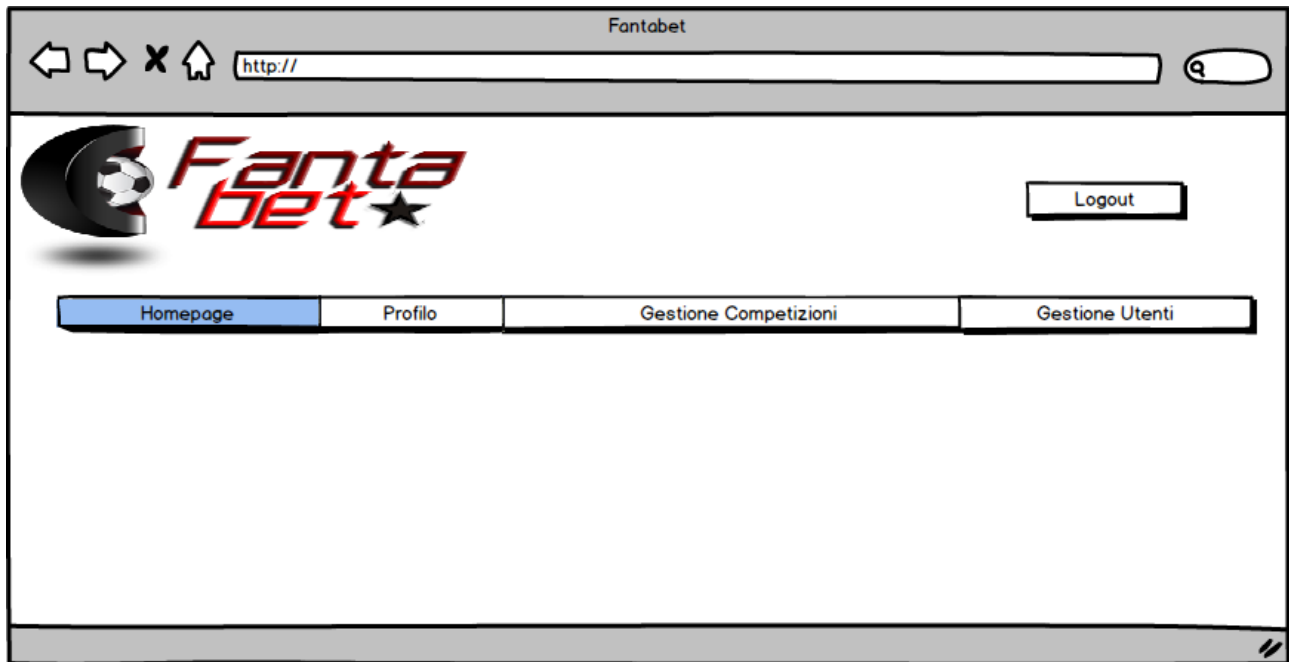 Fantabet
http://
Fanta
bet
Logout
Homepage Profilo Gestione Competizioni Gestione Utenti